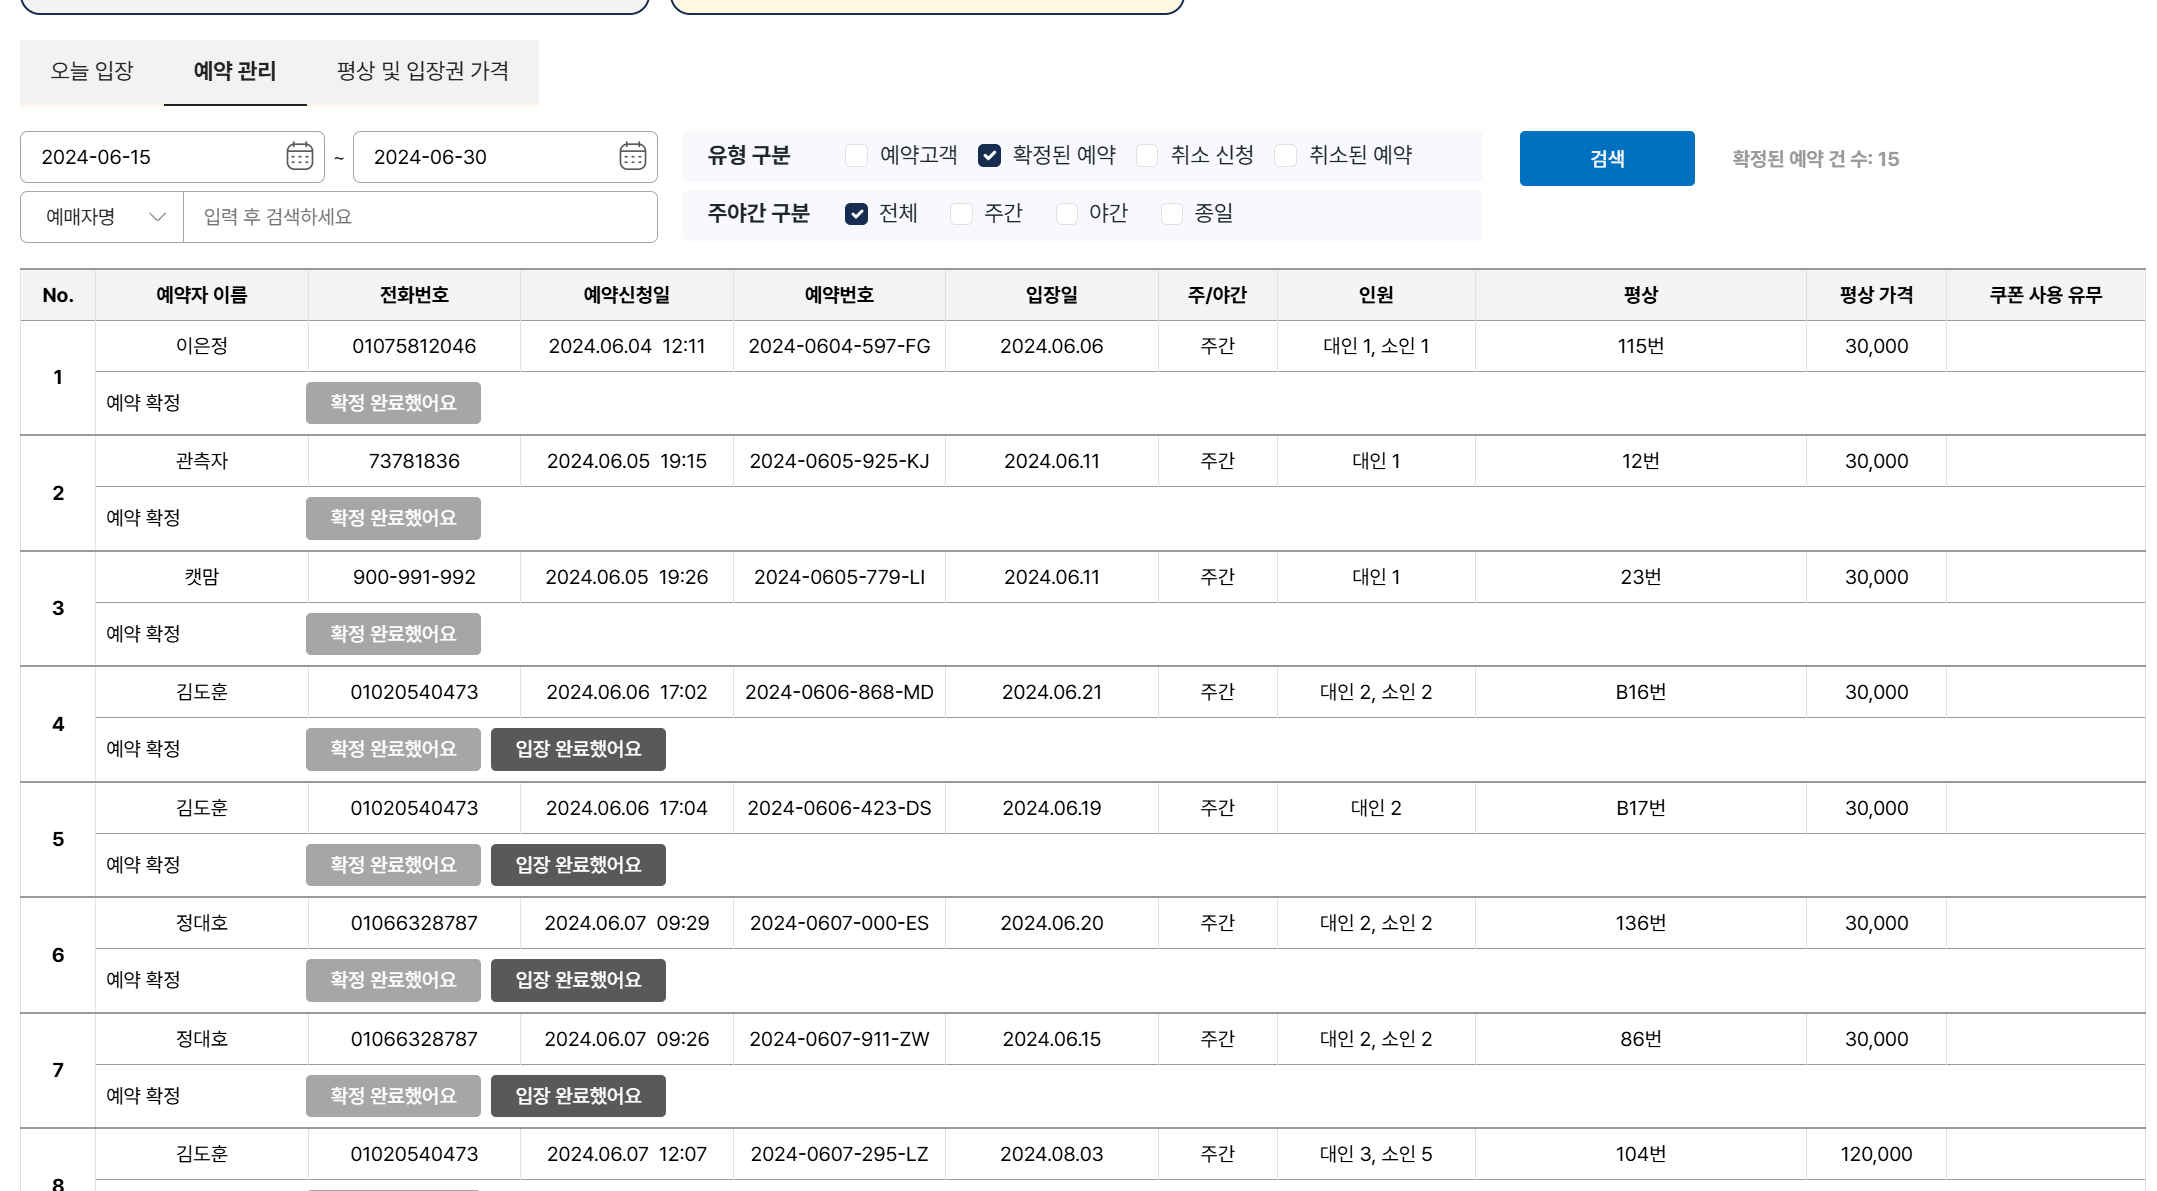 오늘 입장 예약 관리 평상 및 입장권 가격
2024-06-15 ~ 2024-06-30 유형 구분 예약고객 확정된 예약 취소 신청 취소된 예약 검색 확정된 예약 건 수: 15
예매자명 입력 후 검색하세요 주야간 구분 전체 주간 야간 종일
No. 예약자 이름 전화번호 예약신청일 예약번호 입장일 주/야간 인원 평상 평상 가격 쿠폰 사용 유무
1 이은정 01075812046 2024.06.04 12:11 2024-0604-597-FG 2024.06.06 주간 대인 1, 소인 1 115번 30,000
예약 확정 확정 완료했어요
2 관측자 73781836 2024.06.05 19:15 2024-0605-925-KJ 2024.06.11 주간 대인 1 12번 30,000
예약 확정 확정 완료했어요
3 캣맘 900-991-992 2024.06.05 19:26 2024-0605-779-LI 2024.06.11 주간 대인 1 23번 30,000
예약 확정 확정 완료했어요
4 김도훈 01020540473 2024.06.06 17:02 2024-0606-868-MD 2024.06.21 주간 대인 2, 소인 2 B16번 30,000
예약 확정 확정 완료했어요 입장 완료했어요
5 김도훈 01020540473 2024.06.06 17:04 2024-0606-423-DS 2024.06.19 주간 대인 2 B17번 30,000
예약 확정 확정 완료했어요 입장 완료했어요
6 정대호 01066328787 2024.06.07 09:29 2024-0607-000-ES 2024.06.20 주간 대인 2, 소인 2 136번 30,000
예약 확정 확정 완료했어요 입장 완료했어요
7 정대호 01066328787 2024.06.07 09:26 2024-0607-911-ZW 2024.06.15 주간 대인 2, 소인 2 86번 30,000
예약 확정 확정 완료했어요 입장 완료했어요
8 김도훈 01020540473 2024.06.07 12:07 2024-0607-295-LZ 2024.08.03 주간 대인 3, 소인 5 104번 120,000